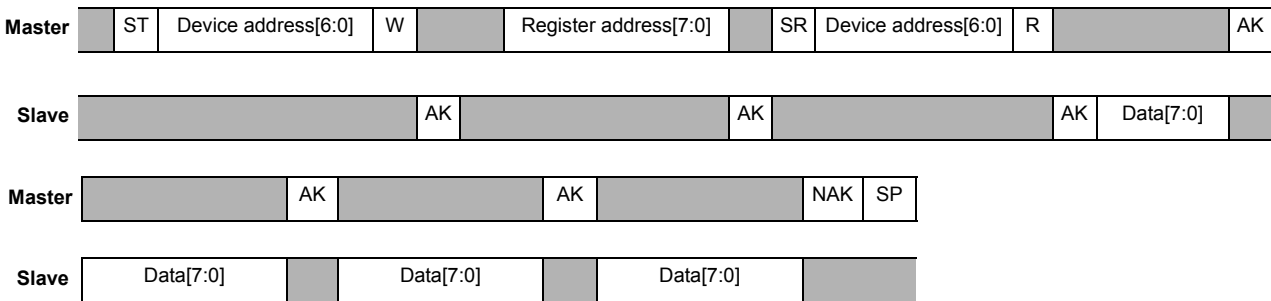 Master ST Device address[6:0] W Register address[7:0] SR Device address[6:0] R AK
Slave AK AK AK Data[7:0]
Master AK AK NAK SP
Slave Data[7:0] Data[7:0] Data[7:0]